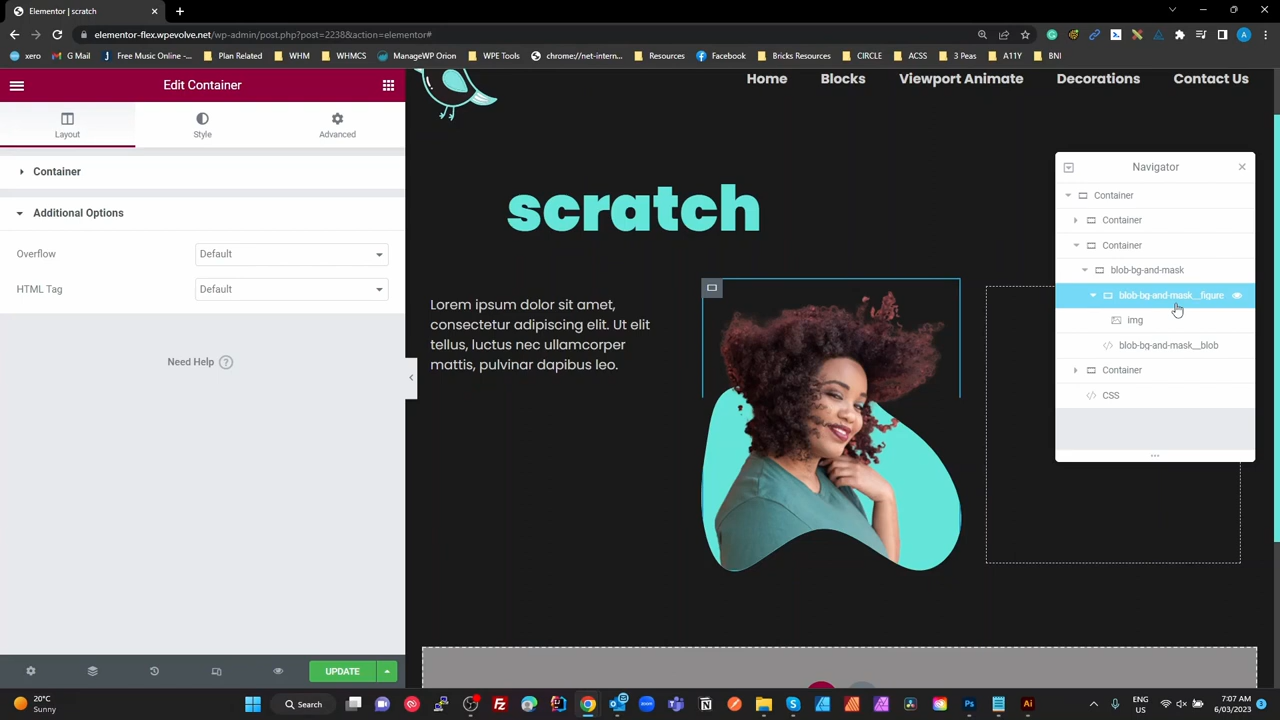 Elementor | scratch
elementor-flex.wpevolve.net/wp-admin/post.php?post=2238&action=elementor#
xero
G Mail
Free Music Onli...
Plan Related
WHMCS
ManageWP Orion
WPE Tools
chrome://net-intern...
Resources
Facebook
Bricks Resources
CIRCLE
ACSS
3 Peas
A11Y
BNI
Edit Container
Layout
Style
Advanced
Container
Additional Options
Overflow
Default
HTML Tag
Default
Need Help ?
UPDATE
Home
Blocks
Viewport Animate
Decorations
Contact Us
scratch
Lorem ipsum dolor sit amet,
consectetur adipiscing elit. Ut elit
tellus, luctus nec ullamcorper
mattis, pulvinar dapibus leo.
Navigator
Container
Container
Container
blob-bg-and-mask
blob-bg-and-mask__figure
img
blob-bg-and-mask__blob
Container
CSS
20°C
Sunny
Search
ENG
US
7:07 AM
6/03/2023